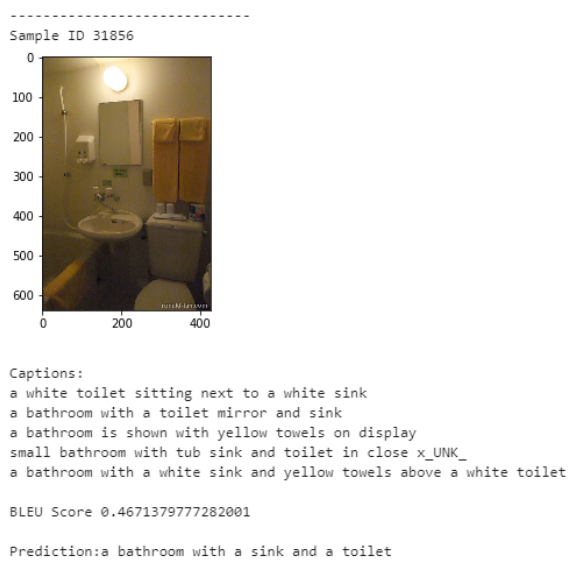 ----------------------------
Sample ID 31856
0
100
200
300
400
500
600
0 200 400
Captions:
a white toilet sitting next to a white sink
a bathroom with a toilet mirror and sink
a bathroom is shown with yellow towels on display
small bathroom with tub sink and toilet in close x_UNK_
a bathroom with a white sink and yellow towels above a white toilet
BLEU Score 0.4671379777282001
Prediction:a bathroom with a sink and a toilet